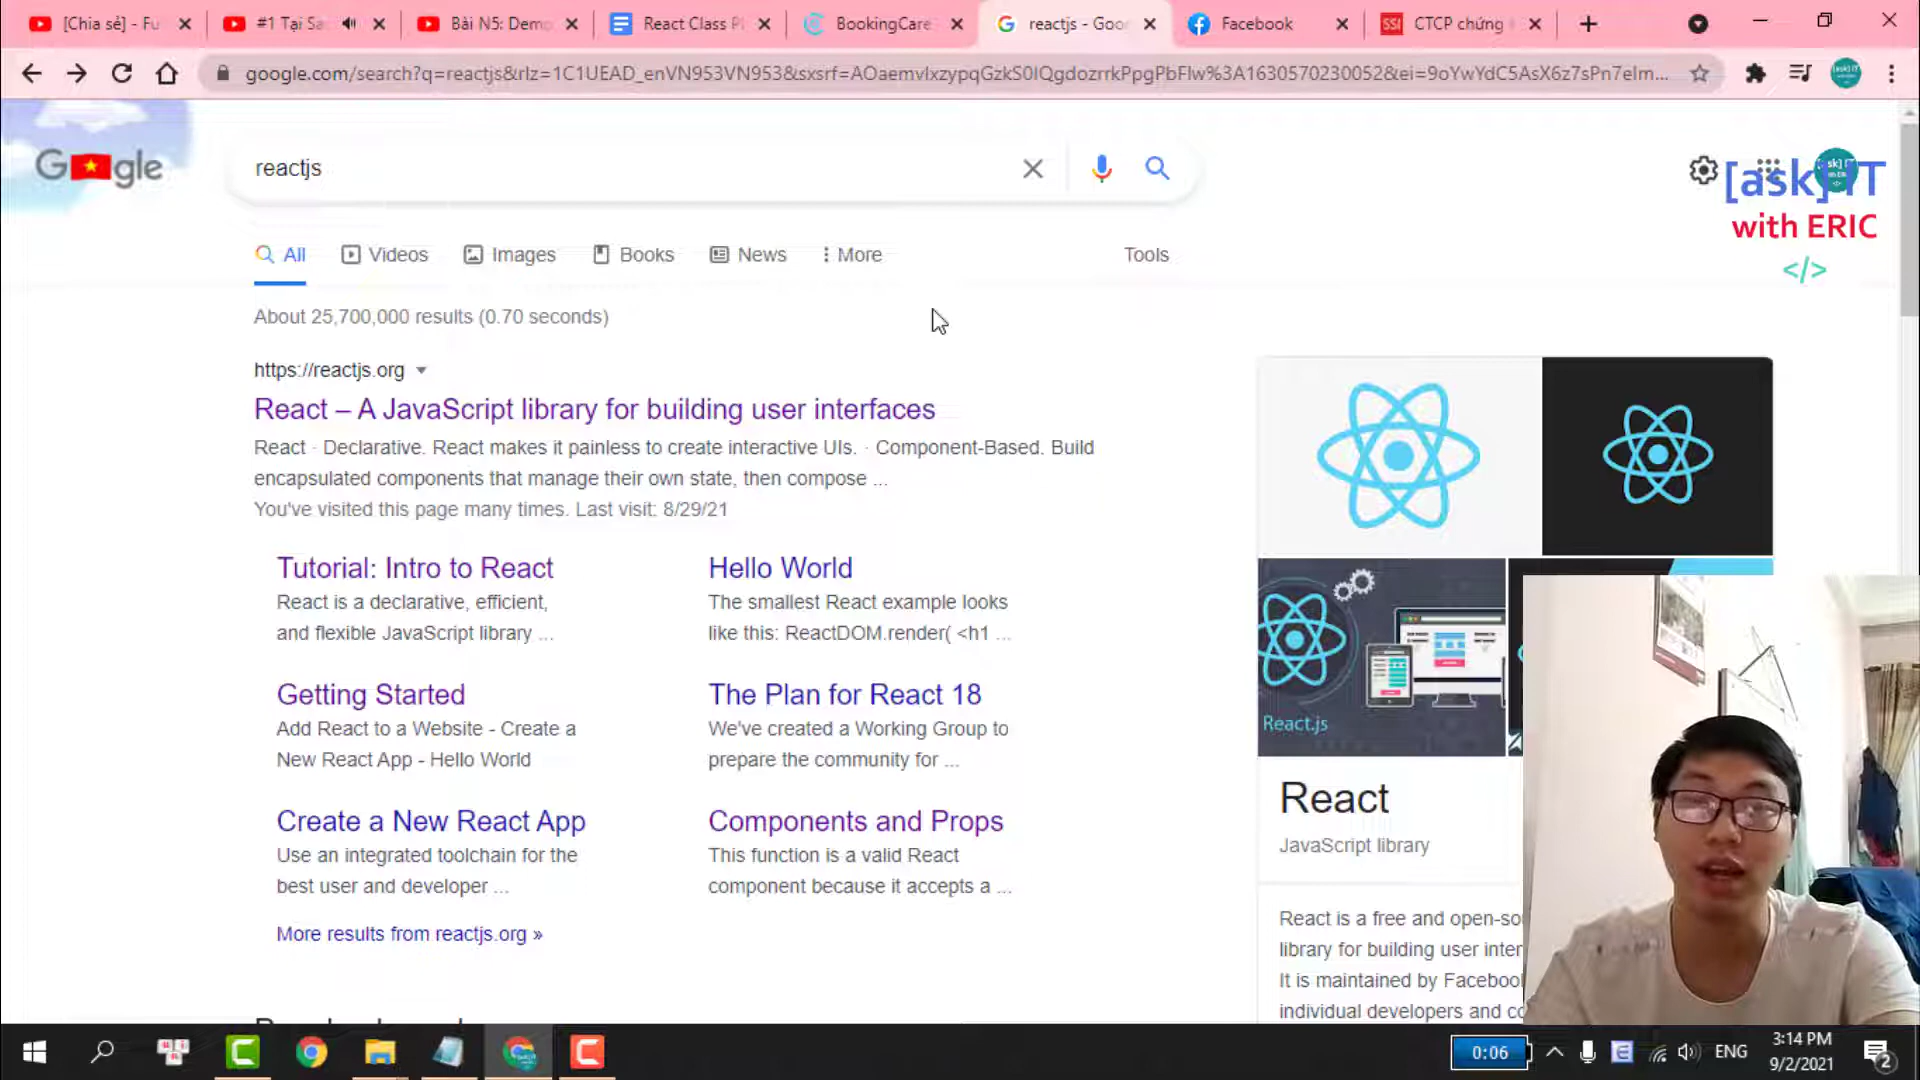 [Chia sẻ] - Fu
#1 Tại Sa
Bài N5: Demo
React Class Pl
BookingCare
reactjs - Goo
Facebook
SSI
CTCP chứng
google.com/search?q=reactjs&rlz=1C1UEAD_enVN953VN953&sxsrf=AOaemvIxzypqGzkS0IQgdozrrkPpgPbFIw%3A1630570230052&ei=9oYwYdC5AsX6z7sPn7eIm...
Google
reactjs
[ask] IT
with ERIC
</>
All
Videos
Images
Books
News
More
Tools
About 25,700,000 results (0.70 seconds)
https://reactjs.org
React – A JavaScript library for building user interfaces
React · Declarative. React makes it painless to create interactive UIs. · Component-Based. Build
encapsulated components that manage their own state, then compose ...
You've visited this page many times. Last visit: 8/29/21
Tutorial: Intro to React
React is a declarative, efficient,
and flexible JavaScript library ...
Hello World
The smallest React example looks
like this: ReactDOM.render( <h1 ...
Getting Started
Add React to a Website - Create a
New React App - Hello World
The Plan for React 18
We've created a Working Group to
prepare the community for ...
Create a New React App
Use an integrated toolchain for the
best user and developer ...
Components and Props
This function is a valid React
component because it accepts a ...
More results from reactjs.org »
React.js
React
JavaScript library
React is a free and open-so
library for building user inter
It is maintained by Facebook
individual developers and co
0:06
ENG
3:14 PM
9/2/2021
2